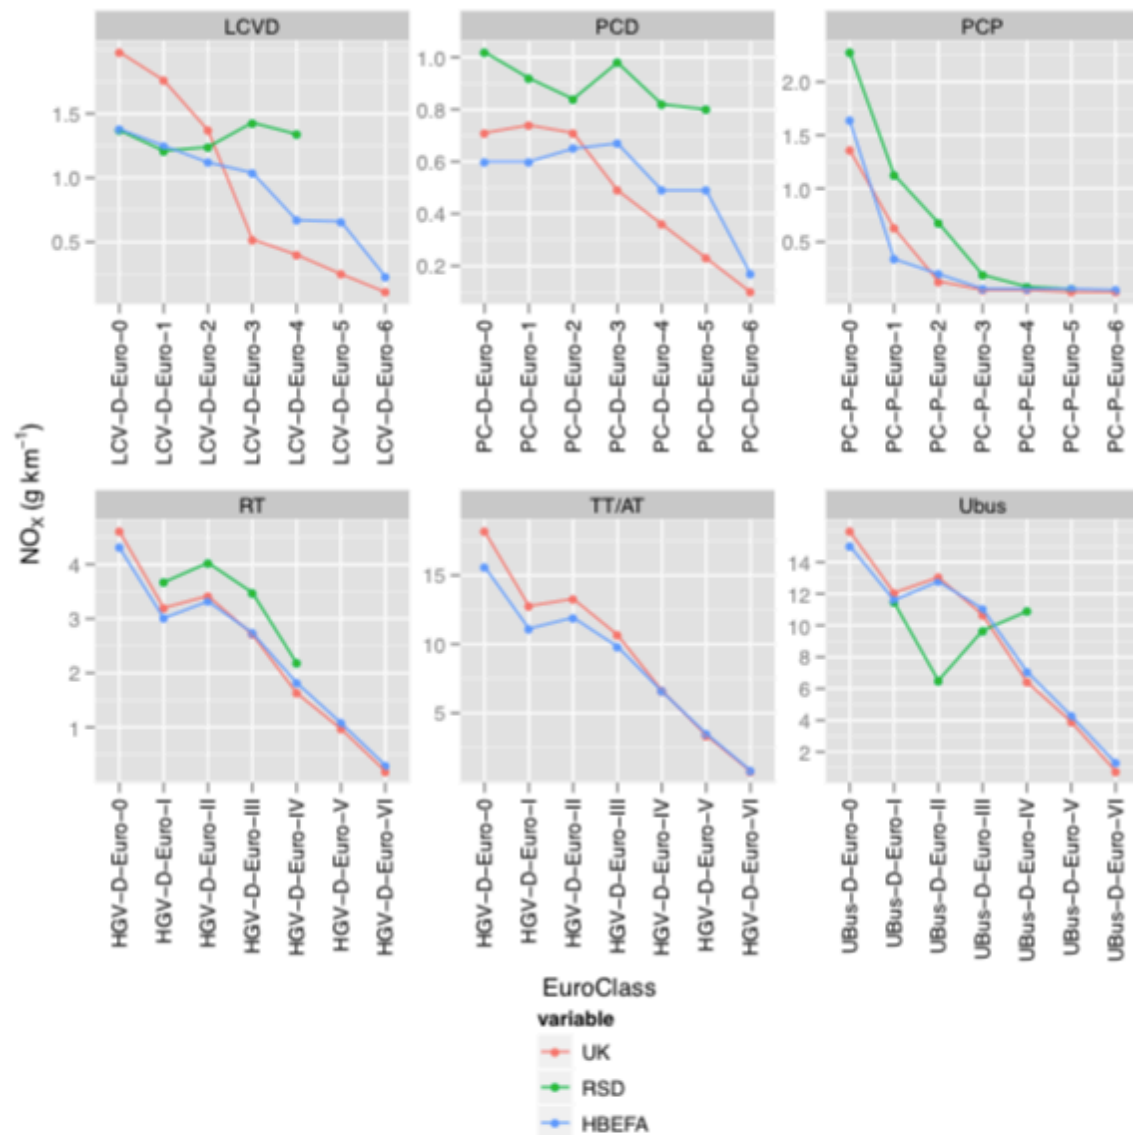 LCVD PCD PCP
1.5
1.0
0.5
1.0
0.8
0.6
0.4
0.2
2.0
1.5
1.0
0.5
LCV-D-Euro-0
LCV-D-Euro-1
LCV-D-Euro-2
LCV-D-Euro-3
LCV-D-Euro-4
LCV-D-Euro-5
LCV-D-Euro-6
PC-D-Euro-0
PC-D-Euro-1
PC-D-Euro-2
PC-D-Euro-3
PC-D-Euro-4
PC-D-Euro-5
PC-D-Euro-6
PC-P-Euro-0
PC-P-Euro-1
PC-P-Euro-2
PC-P-Euro-3
PC-P-Euro-4
PC-P-Euro-5
PC-P-Euro-6
NOX (g km−1)
RT TT/AT Ubus
4
3
2
1
15
10
5
14
12
10
8
6
4
2
HGV-D-Euro-0
HGV-D-Euro-I
HGV-D-Euro-II
HGV-D-Euro-III
HGV-D-Euro-IV
HGV-D-Euro-V
HGV-D-Euro-VI
HGV-D-Euro-0
HGV-D-Euro-I
HGV-D-Euro-II
HGV-D-Euro-III
HGV-D-Euro-IV
HGV-D-Euro-V
HGV-D-Euro-VI
UBus-D-Euro-0
UBus-D-Euro-I
UBus-D-Euro-II
UBus-D-Euro-III
UBus-D-Euro-IV
UBus-D-Euro-V
UBus-D-Euro-VI
EuroClass
variable
UK
RSD
HBEFA